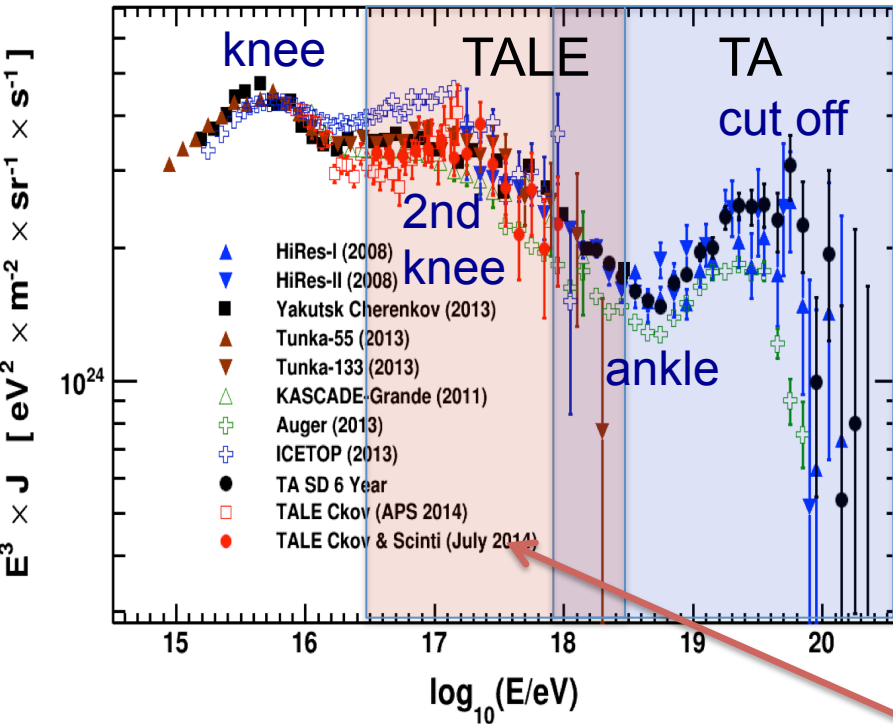 knee
TALE
TA
cut off
2nd
knee
ankle
HiRes-I (2008)
HiRes-II (2008)
Yakutsk Cherenkov (2013)
Tunka-55 (2013)
Tunka-133 (2013)
KASCADE-Grande (2011)
Auger (2013)
ICETOP (2013)
TA SD 6 Year
TALE Ckov (APS 2014)
TALE Ckov & Scinti (July 2014)
E³ × J [ eV² × m⁻² × sr⁻¹ × s⁻¹ ]
10²⁴
15 16 17 18 19 20
log₁₀(E/eV)